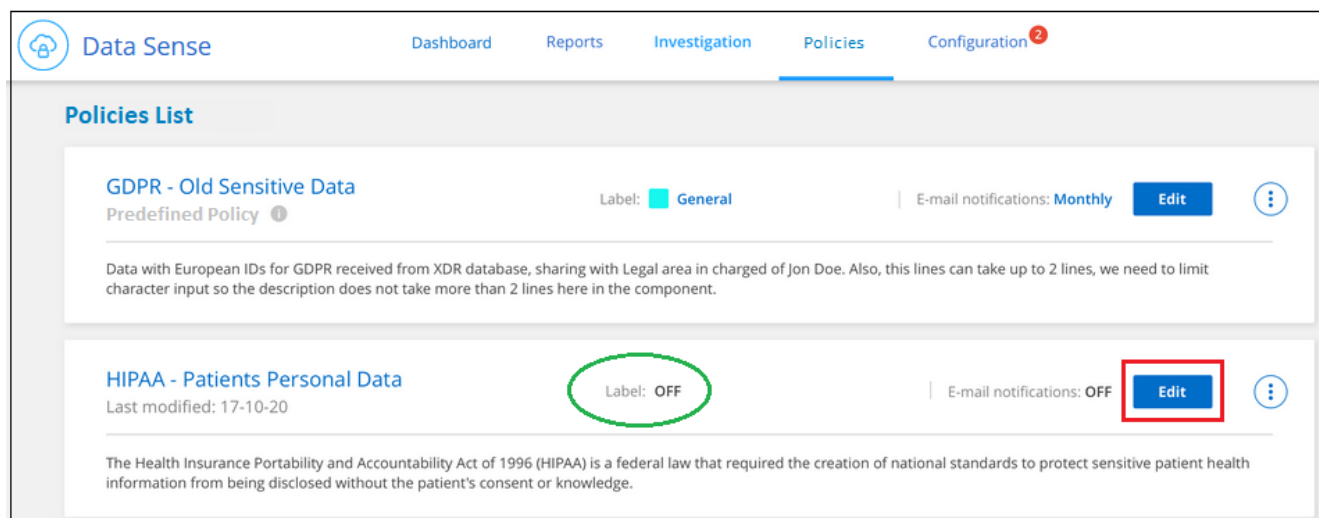 Data Sense
Dashboard
Reports
Investigation
Policies
Configuration
2
Policies List
GDPR - Old Sensitive Data
Label: General
E-mail notifications: Monthly
Edit
Predefined Policy i
Data with European IDs for GDPR received from XDR database, sharing with Legal area in charged of Jon Doe. Also, this lines can take up to 2 lines, we need to limit
character input so the description does not take more than 2 lines here in the component.
HIPAA - Patients Personal Data
Label: OFF
E-mail notifications: OFF
Edit
Last modified: 17-10-20
The Health Insurance Portability and Accountability Act of 1996 (HIPAA) is a federal law that required the creation of national standards to protect sensitive patient health
information from being disclosed without the patient's consent or knowledge.